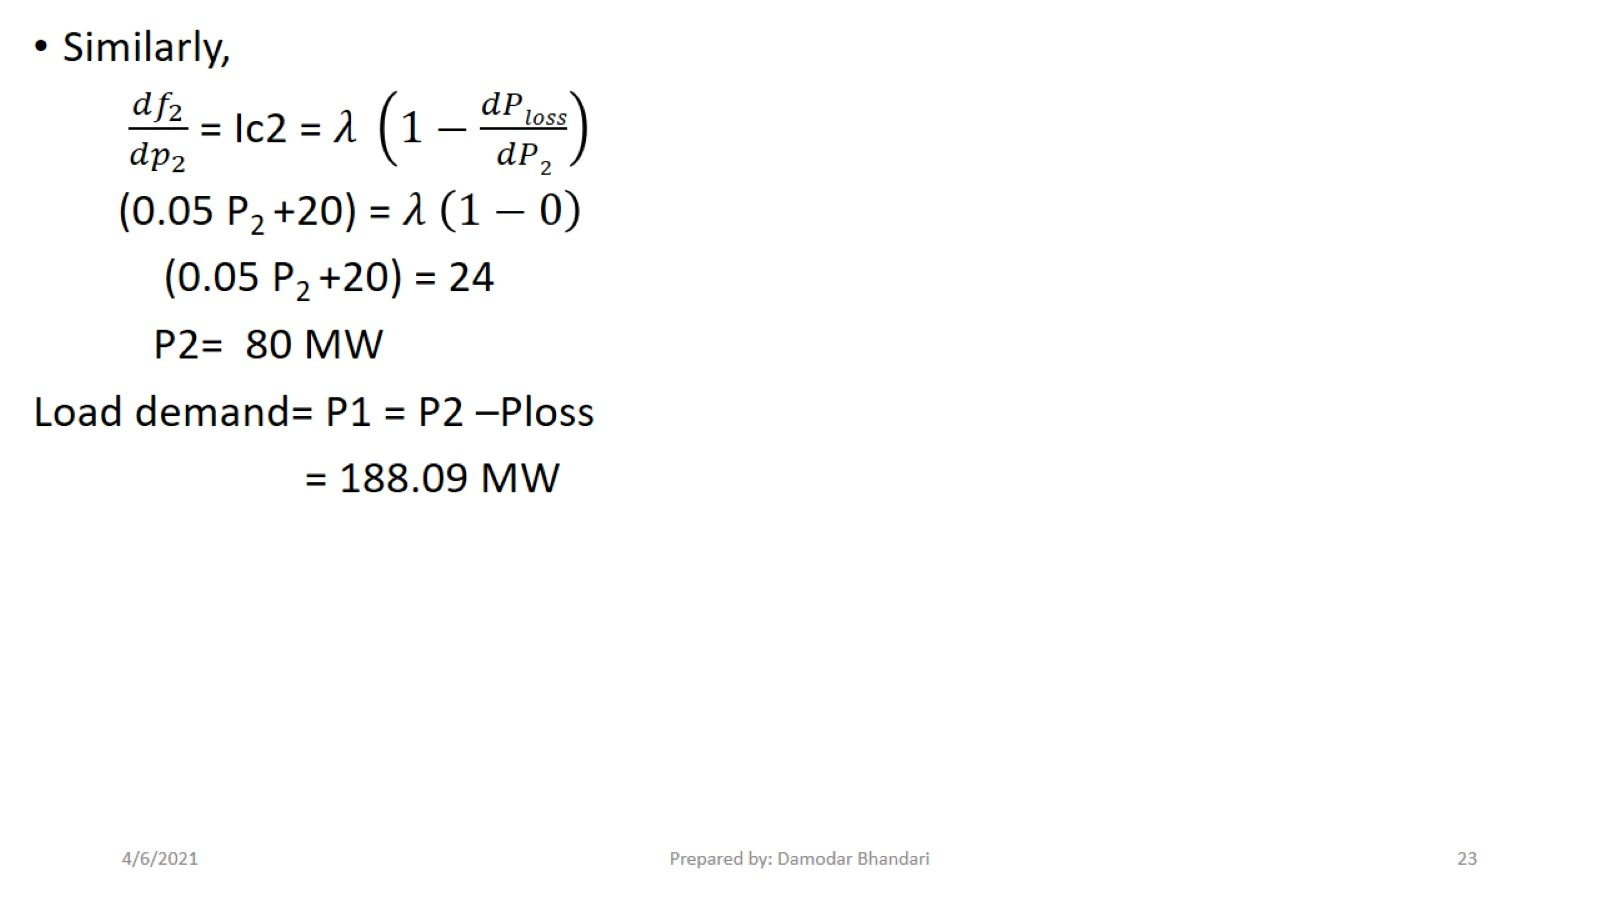 • Similarly,
df₂/dp₂ = Ic2 = λ (1 − dP_loss/dP₂)
(0.05 P₂ +20) = λ (1 − 0)
(0.05 P₂ +20) = 24
P2= 80 MW
Load demand= P1 = P2 –Ploss
= 188.09 MW
4/6/2021 Prepared by: Damodar Bhandari 23